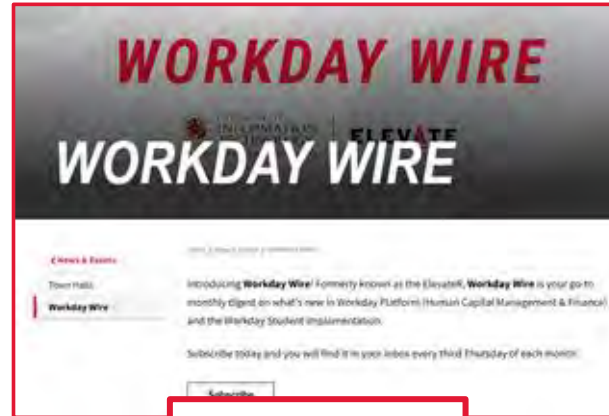 WORKDAY WIRE
INFORMATION
ELEVATE
WORKDAY WIRE
News & Events
Town Halls
Workday Wire
Introducing Workday Wire! Formerly known as the ElevateR, Workday Wire is your go-to
monthly digest on what's new in Workday Platform (Human Capital Management & Finance)
and the Workday Student implementation.
Subscribe today and you will find it in your inbox every third Thursday of each month.
Subscribe